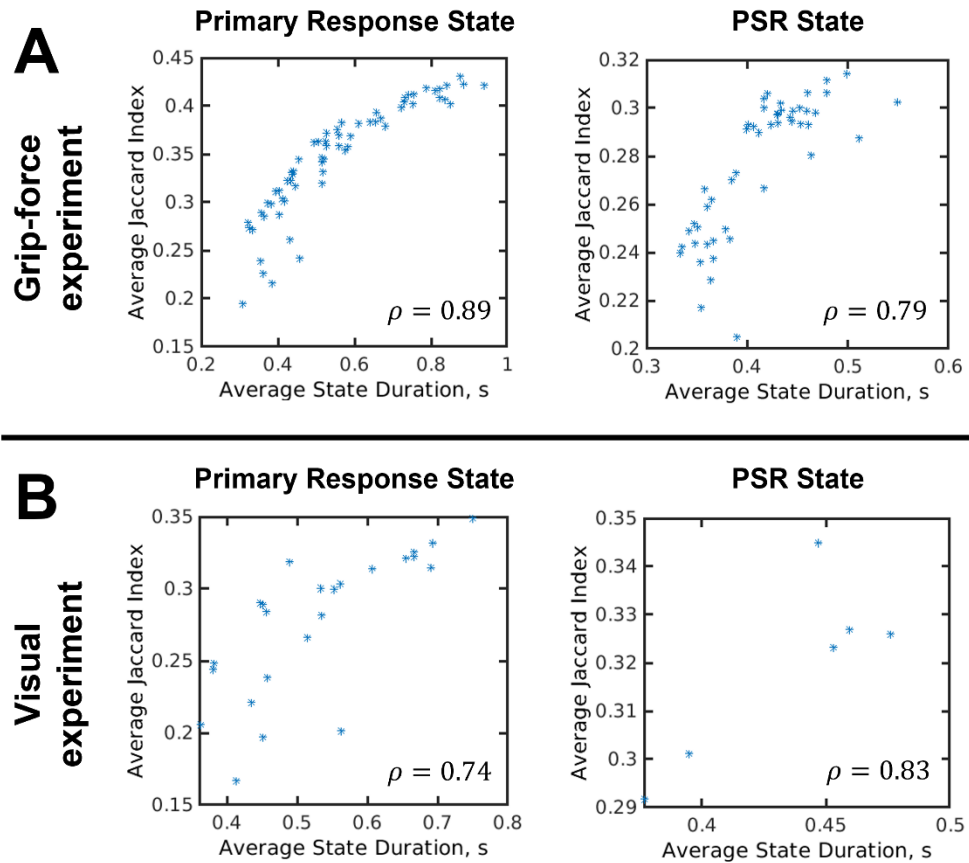 A
Grip-force
experiment
Primary Response State
Average Jaccard Index
0.45
0.4
0.35
0.3
0.25
0.2
0.15
0.2 0.4 0.6 0.8 1
Average State Duration, s
ρ = 0.89
PSR State
Average Jaccard Index
0.32
0.3
0.28
0.26
0.24
0.22
0.2
0.3 0.4 0.5 0.6
Average State Duration, s
ρ = 0.79
B
Visual
experiment
Primary Response State
Average Jaccard Index
0.35
0.3
0.25
0.2
0.15
0.4 0.5 0.6 0.7 0.8
Average State Duration, s
ρ = 0.74
PSR State
Average Jaccard Index
0.35
0.34
0.33
0.32
0.31
0.3
0.29
0.4 0.45 0.5
Average State Duration, s
ρ = 0.83